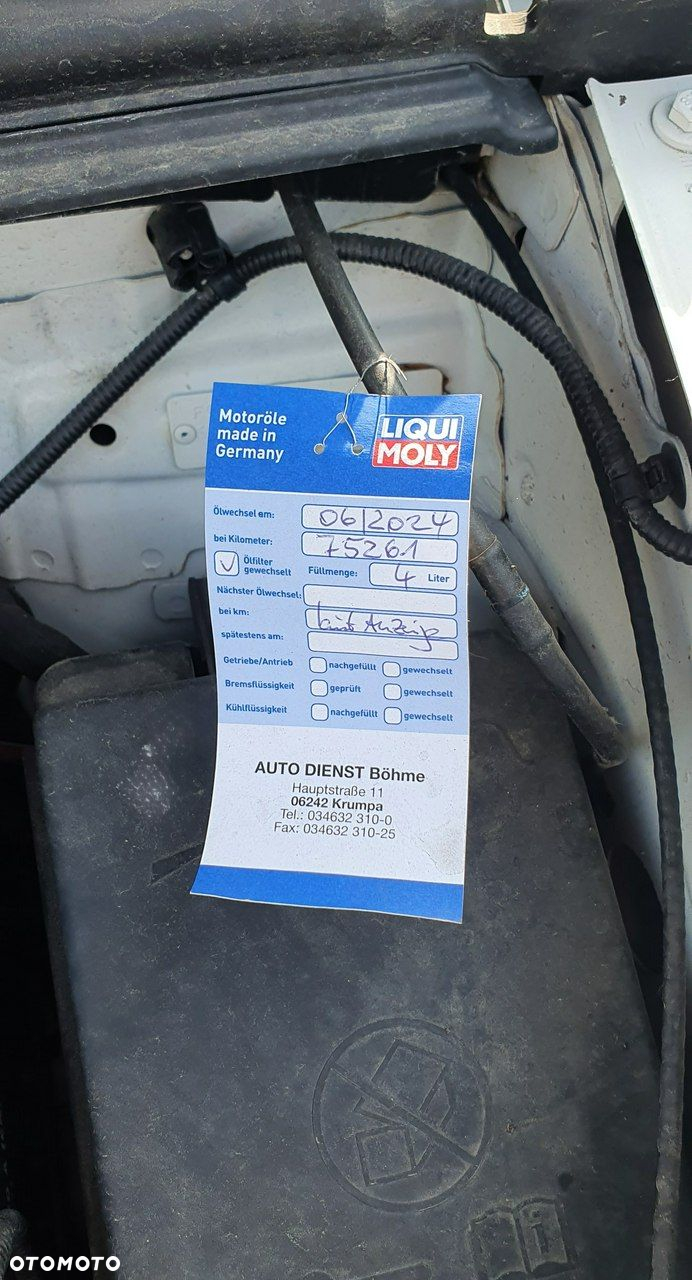 Motoröle
made in
Germany
LIQUI
MOLY
Ölwechsel am: 06/2024
bei Kilometer: 75261
Ölfilter
gewechselt
Füllmenge: 4 Liter
Nächster Ölwechsel:
bei km: laut Anzeige
spätestens am:
Getriebe/Antrieb nachgefüllt gewechselt
Bremsflüssigkeit geprüft gewechselt
Kühlflüssigkeit nachgefüllt gewechselt
AUTO DIENST Böhme
Hauptstraße 11
06242 Krumpa
Tel.: 034632 310-0
Fax: 034632 310-25
OTOMOTO